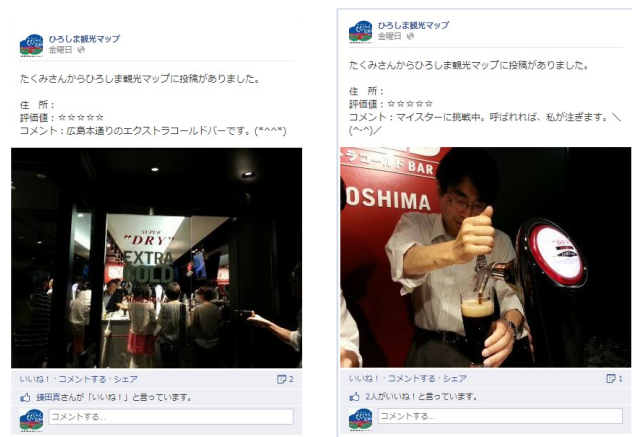 ひろしま観光マップ
金曜日
たくみさんからひろしま観光マップに投稿がありました。
住　所：
評価値：☆☆☆☆☆
コメント：広島本通りのエクストラコールドバーです。(*^^*)
SUPER
"DRY"
EXTRA
COLD
HIROSHIMA
いいね！・コメントする・シェア
2
鎌田真さんが「いいね！」と言っています。
コメントする...
ひろしま観光マップ
金曜日
たくみさんからひろしま観光マップに投稿がありました。
住　所：
評価値：☆☆☆☆☆
コメント：マイスターに挑戦中。呼ばれれば、私が注ぎます。＼
(^-^)／
ラコールド BAR
OSHIMA
"DRY"
いいね！・コメントする・シェア
1
2人がいいね！と言っています。
コメントする...